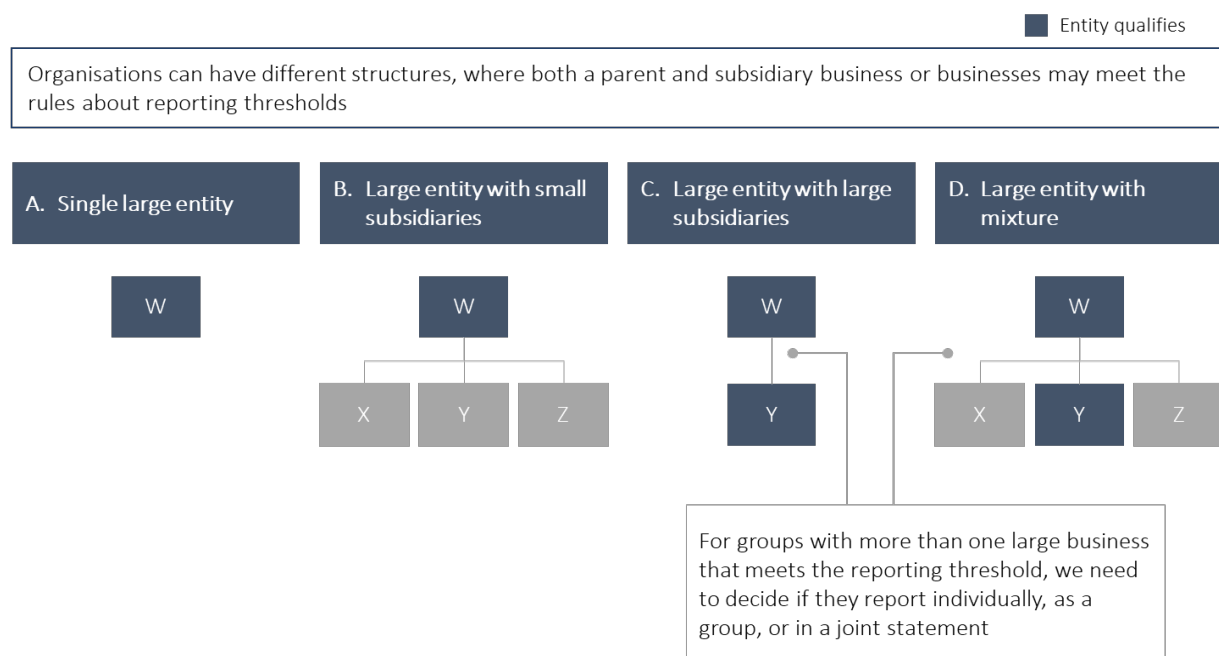 Entity qualifies
Organisations can have different structures, where both a parent and subsidiary business or businesses may meet the
rules about reporting thresholds
A. Single large entity
B. Large entity with small
subsidiaries
C. Large entity with large
subsidiaries
D. Large entity with
mixture
W
W
X
Y
Z
W
Y
W
X
Y
Z
For groups with more than one large business
that meets the reporting threshold, we need
to decide if they report individually, as a
group, or in a joint statement